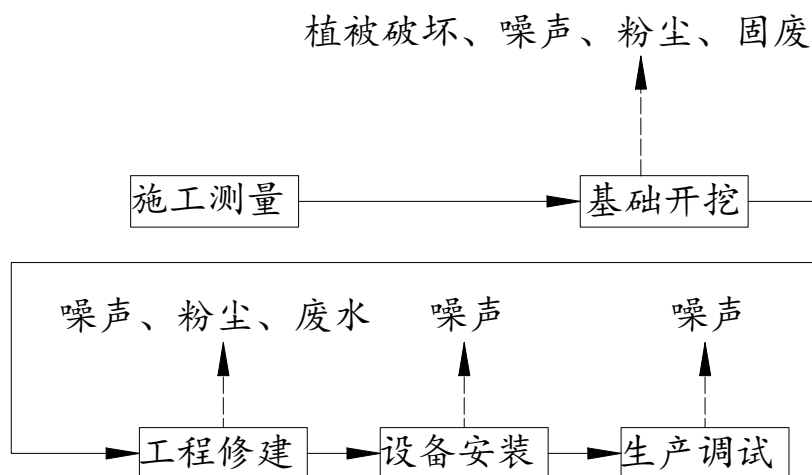 植被破坏、噪声、粉尘、固废
施工测量
基础开挖
噪声、粉尘、废水
噪声
噪声
工程修建
设备安装
生产调试